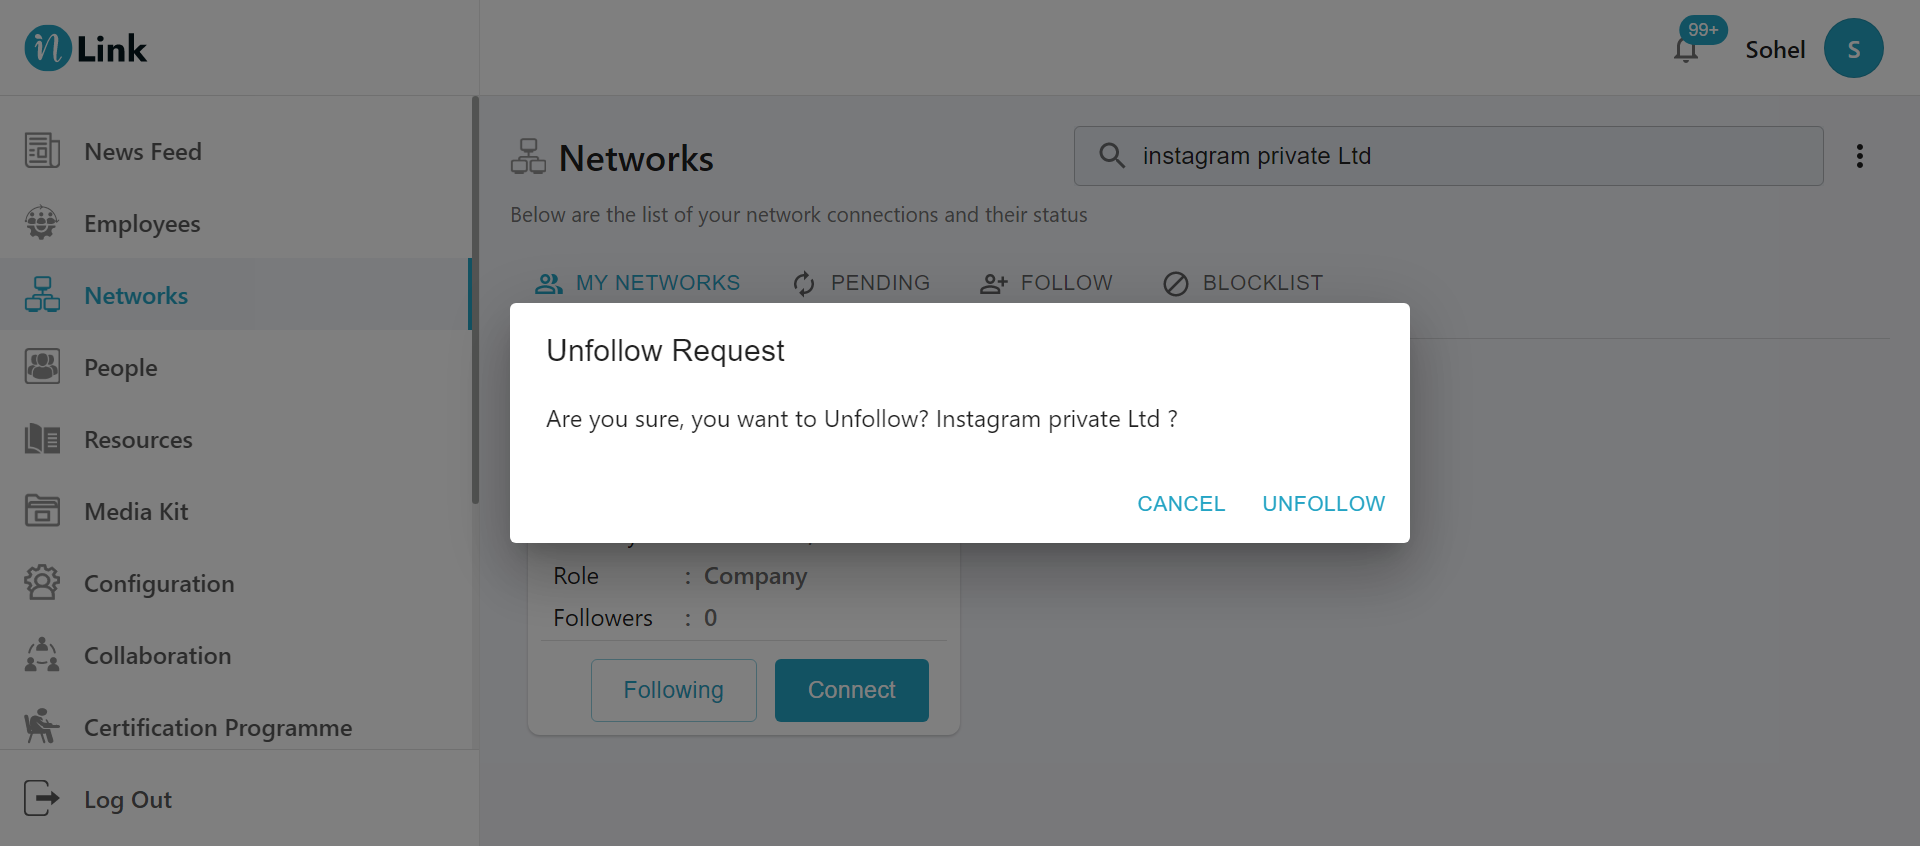 Link
99+
Sohel
S
News Feed
Employees
Networks
People
Resources
Media Kit
Configuration
Collaboration
Certification Programme
Log Out
Networks
instagram private Ltd
Below are the list of your network connections and their status
MY NETWORKS
PENDING
FOLLOW
BLOCKLIST
Unfollow Request
Are you sure, you want to Unfollow? Instagram private Ltd ?
CANCEL
UNFOLLOW
Role : Company
Followers : 0
Following
Connect